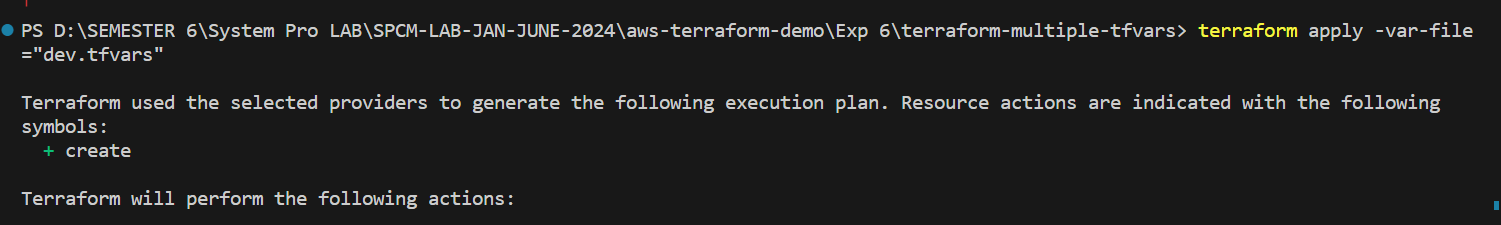 PS D:\SEMESTER 6\System Pro LAB\SPCM-LAB-JAN-JUNE-2024\aws-terraform-demo\Exp 6\terraform-multiple-tfvars> terraform apply -var-file
="dev.tfvars"
Terraform used the selected providers to generate the following execution plan. Resource actions are indicated with the following
symbols:
+ create
Terraform will perform the following actions: